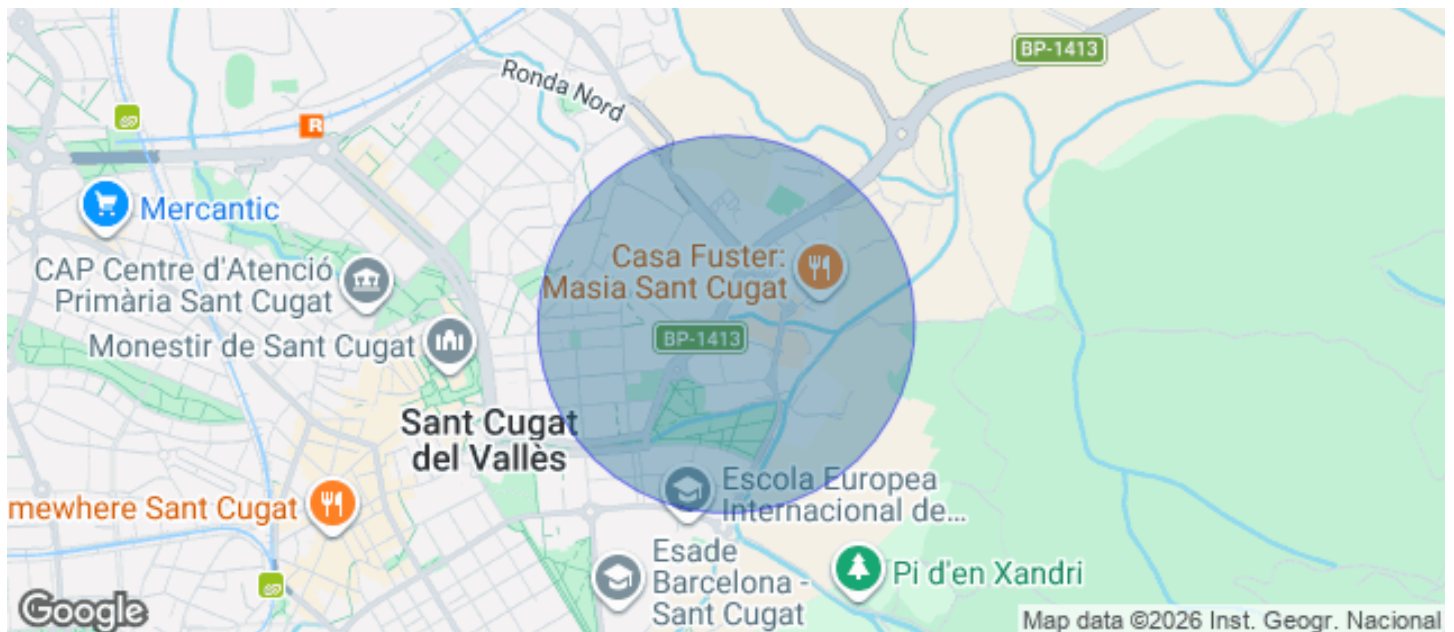 BP-1413
Ronda Nord
R
Mercantic
Casa Fuster:
Masia Sant Cugat
CAP Centre d'Atenció
Primària Sant Cugat
BP-1413
Monestir de Sant Cugat
Sant Cugat
del Vallès
Escola Europea
Internacional de...
mewhere Sant Cugat
Esade
Barcelona -
Sant Cugat
Pi d'en Xandri
Google
Map data ©2026 Inst. Geogr. Nacional